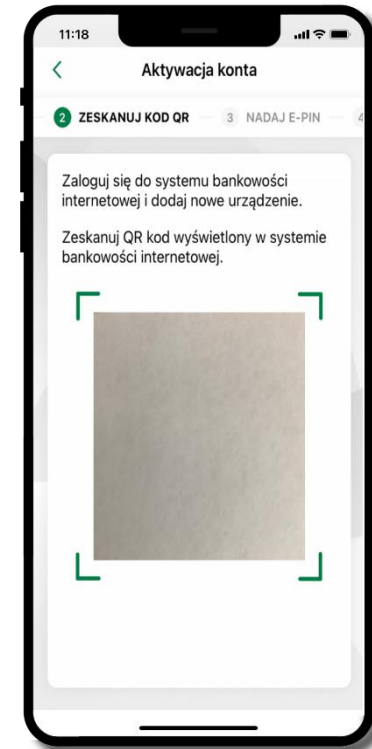 11:18
Aktywacja konta
2 ZESKANUJ KOD QR 3 NADAJ E-PIN 4
Zaloguj się do systemu bankowości
internetowej i dodaj nowe urządzenie.
Zeskanuj QR kod wyświetlony w systemie
bankowości internetowej.